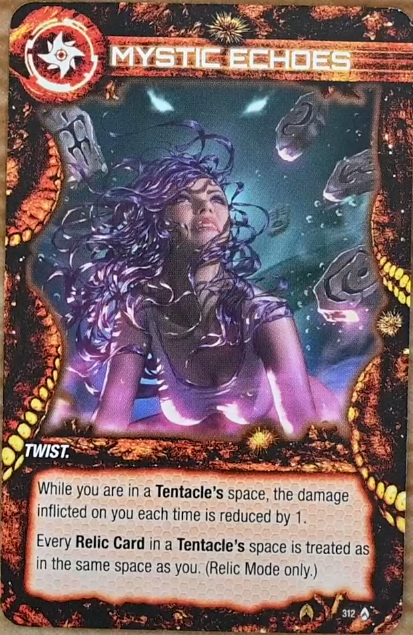 MYSTIC ECHOES
TWIST.
While you are in a Tentacle's space, the damage
inflicted on you each time is reduced by 1.
Every Relic Card in a Tentacle's space is treated as
in the same space as you. (Relic Mode only.)
312